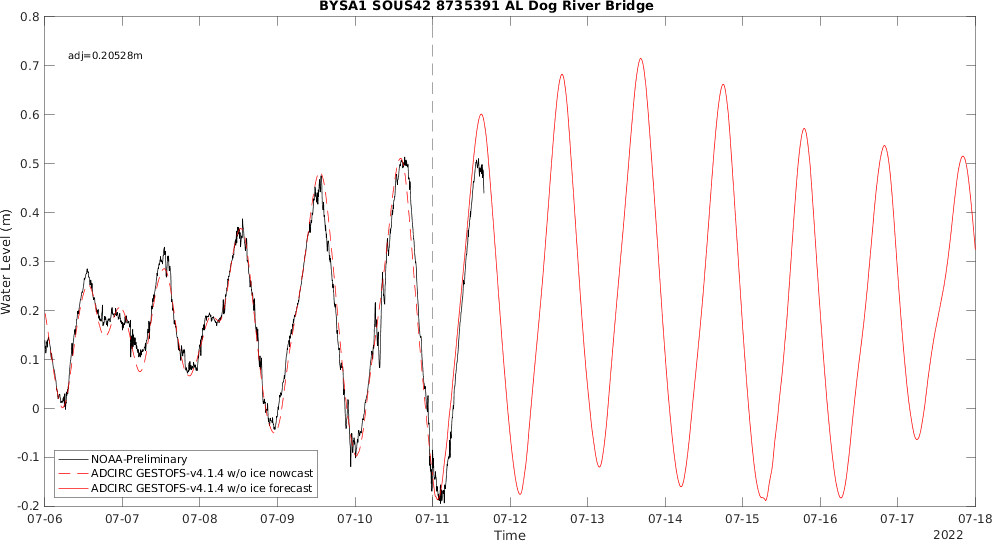 BYSA1 SOUS42 8735391 AL Dog River Bridge
adj=0.20528m
0.8
0.7
0.6
0.5
0.4
0.3
0.2
0.1
0
-0.1
-0.2
Water Level (m)
NOAA-Preliminary
ADCIRC GESTOFS-v4.1.4 w/o ice nowcast
ADCIRC GESTOFS-v4.1.4 w/o ice forecast
07-06 07-07 07-08 07-09 07-10 07-11 07-12 07-13 07-14 07-15 07-16 07-17 07-18
Time
2022